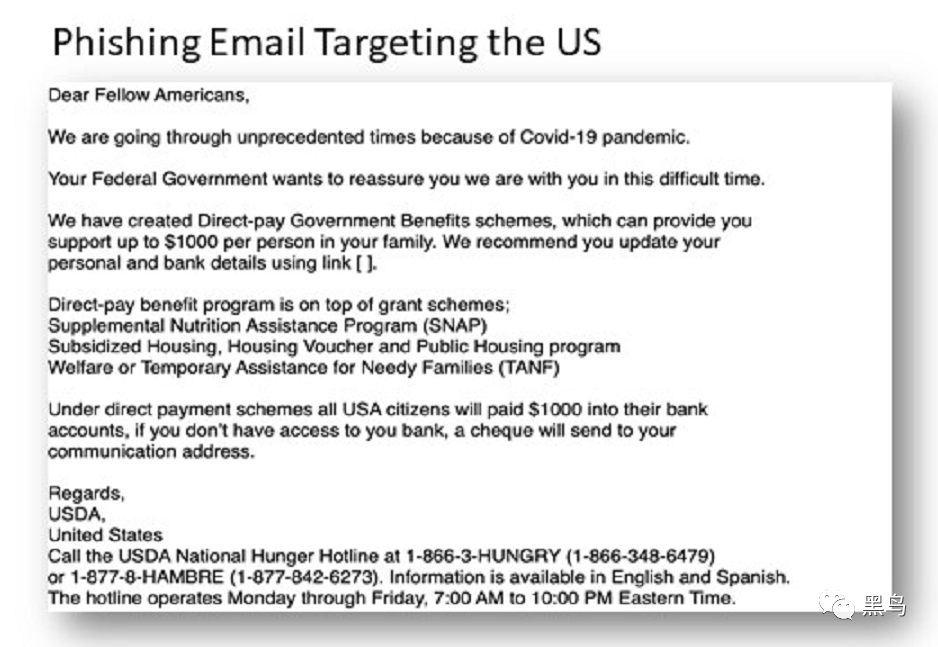 Phishing Email Targeting the US
Dear Fellow Americans,
We are going through unprecedented times because of Covid-19 pandemic.
Your Federal Government wants to reassure you we are with you in this difficult time.
We have created Direct-pay Government Benefits schemes, which can provide you
support up to $1000 per person in your family. We recommend you update your
personal and bank details using link [ ].
Direct-pay benefit program is on top of grant schemes;
Supplemental Nutrition Assistance Program (SNAP)
Subsidized Housing, Housing Voucher and Public Housing program
Welfare or Temporary Assistance for Needy Families (TANF)
Under direct payment schemes all USA citizens will paid $1000 into their bank
accounts, if you don't have access to you bank, a cheque will send to your
communication address.
Regards,
USDA,
United States
Call the USDA National Hunger Hotline at 1-866-3-HUNGRY (1-866-348-6479)
or 1-877-8-HAMBRE (1-877-842-6273). Information is available in English and Spanish.
The hotline operates Monday through Friday, 7:00 AM to 10:00 PM Eastern Time.
黑鸟